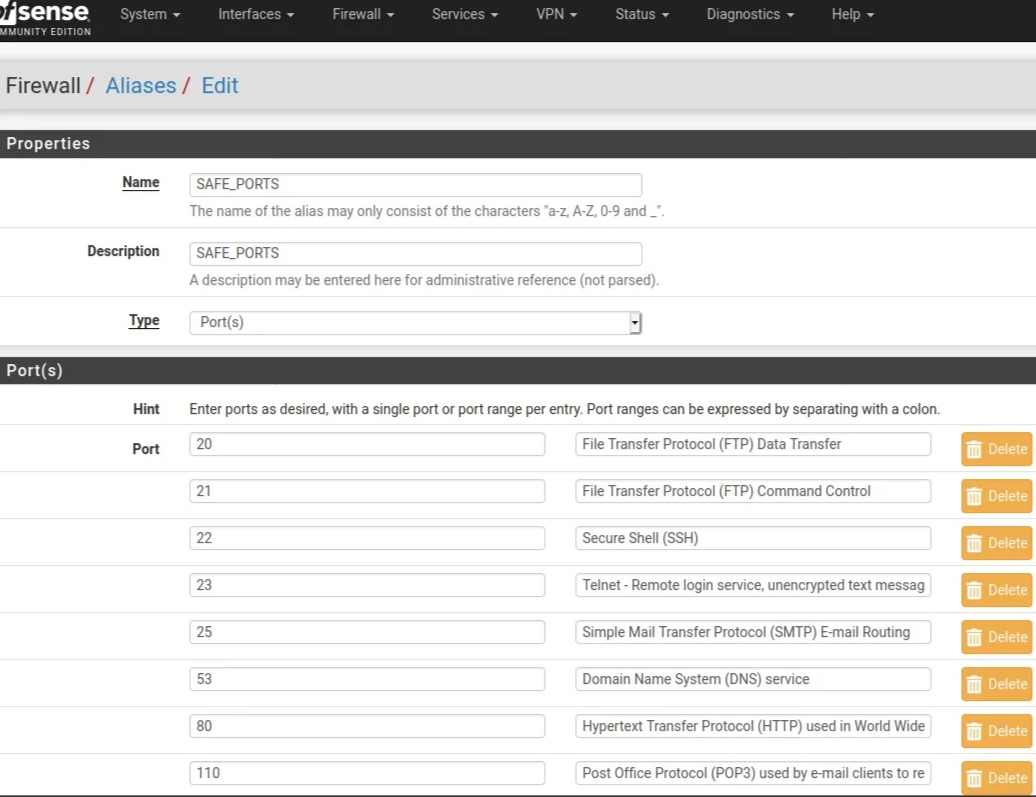 sense
MMUNITY EDITION
System Interfaces Firewall Services VPN Status Diagnostics Help
Firewall / Aliases / Edit
Properties
Name SAFE_PORTS
The name of the alias may only consist of the characters "a-z, A-Z, 0-9 and _".
Description SAFE_PORTS
A description may be entered here for administrative reference (not parsed).
Type Port(s)
Port(s)
Hint Enter ports as desired, with a single port or port range per entry. Port ranges can be expressed by separating with a colon.
Port 20 File Transfer Protocol (FTP) Data Transfer Delete
21 File Transfer Protocol (FTP) Command Control Delete
22 Secure Shell (SSH) Delete
23 Telnet - Remote login service, unencrypted text messag Delete
25 Simple Mail Transfer Protocol (SMTP) E-mail Routing Delete
53 Domain Name System (DNS) service Delete
80 Hypertext Transfer Protocol (HTTP) used in World Wide Delete
110 Post Office Protocol (POP3) used by e-mail clients to re Delete